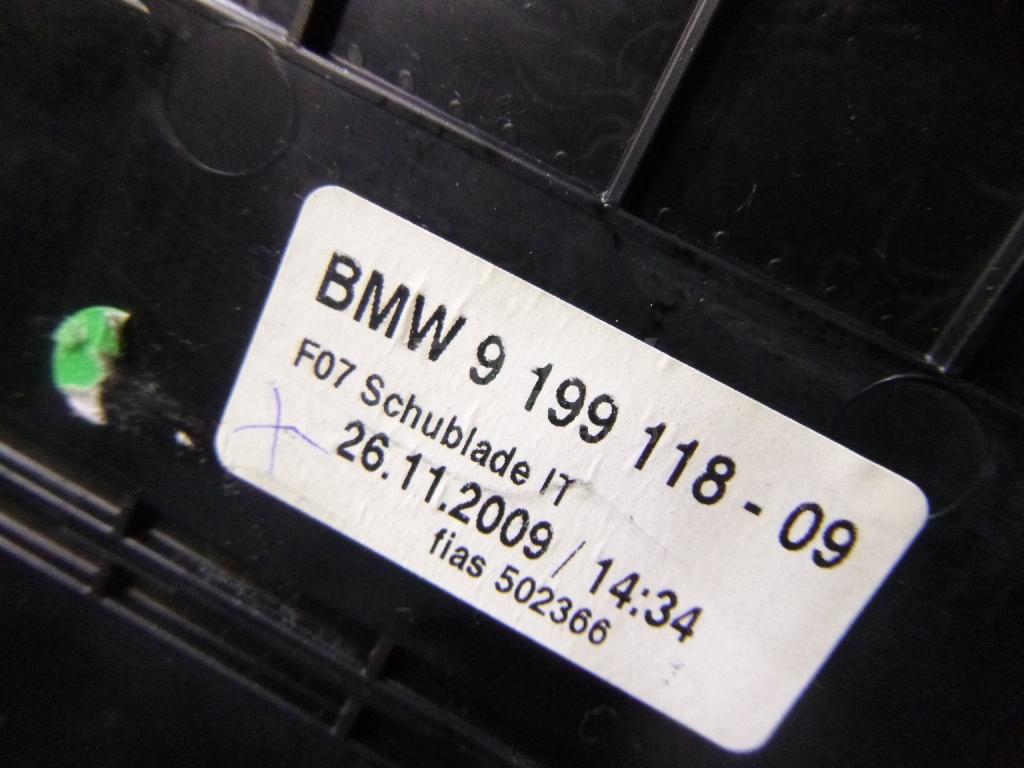 BMW 9 199 118 - 09
F07 Schublade IT
26.11.2009 / 14:34
fias 502366